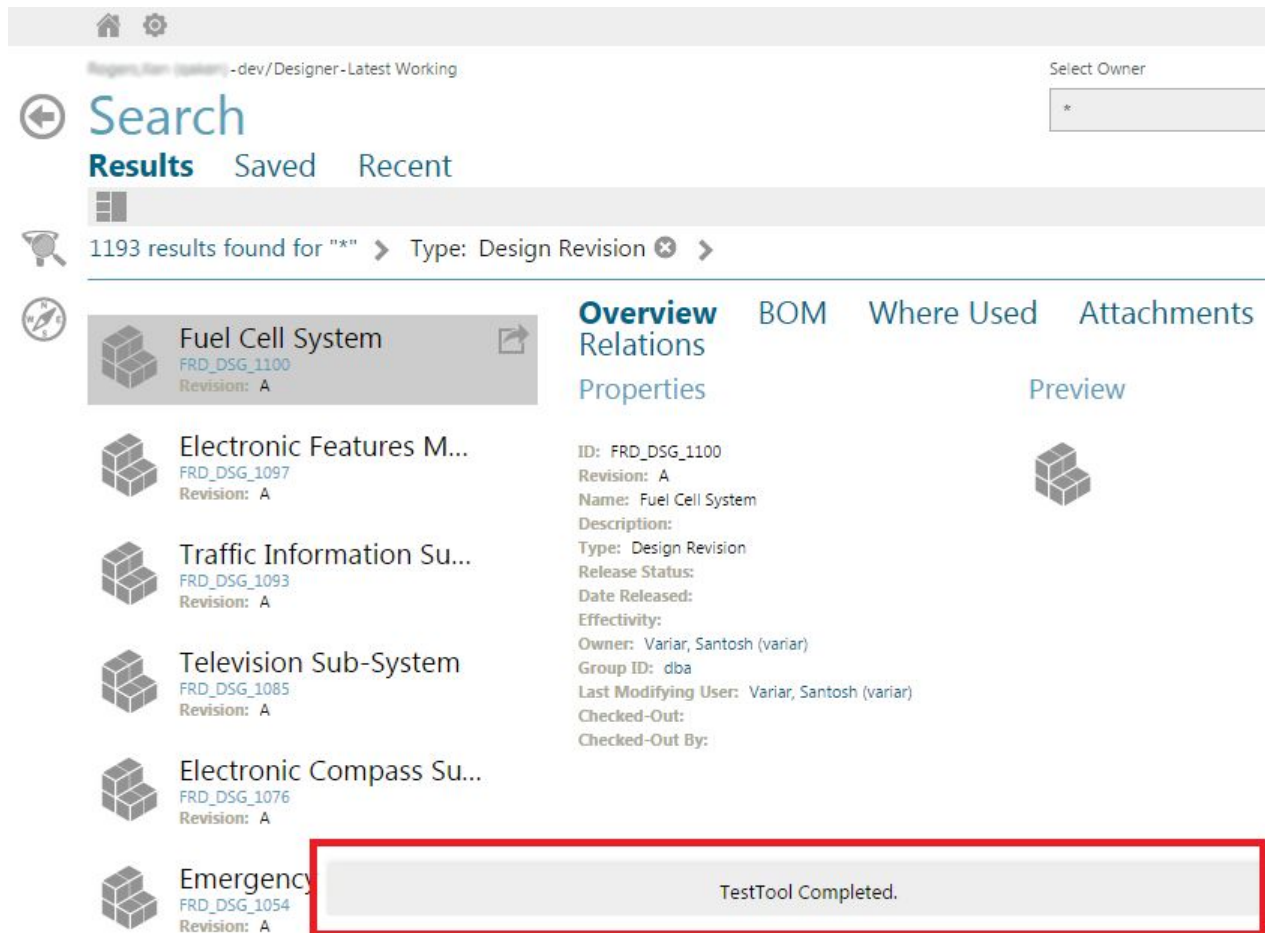 -dev/Designer-Latest Working
Select Owner
Search
*
Results Saved Recent
1193 results found for "*" Type: Design Revision
Fuel Cell System
FRD_DSG_1100
Revision: A
Electronic Features M...
FRD_DSG_1097
Revision: A
Traffic Information Su...
FRD_DSG_1093
Revision: A
Television Sub-System
FRD_DSG_1085
Revision: A
Electronic Compass Su...
FRD_DSG_1076
Revision: A
Emergency
FRD_DSG_1054
Revision: A
Overview BOM Where Used Attachments
Relations
Properties
Preview
ID: FRD_DSG_1100
Revision: A
Name: Fuel Cell System
Description:
Type: Design Revision
Release Status:
Date Released:
Effectivity:
Owner: Variar, Santosh (variar)
Group ID: dba
Last Modifying User: Variar, Santosh (variar)
Checked-Out:
Checked-Out By:
TestTool Completed.